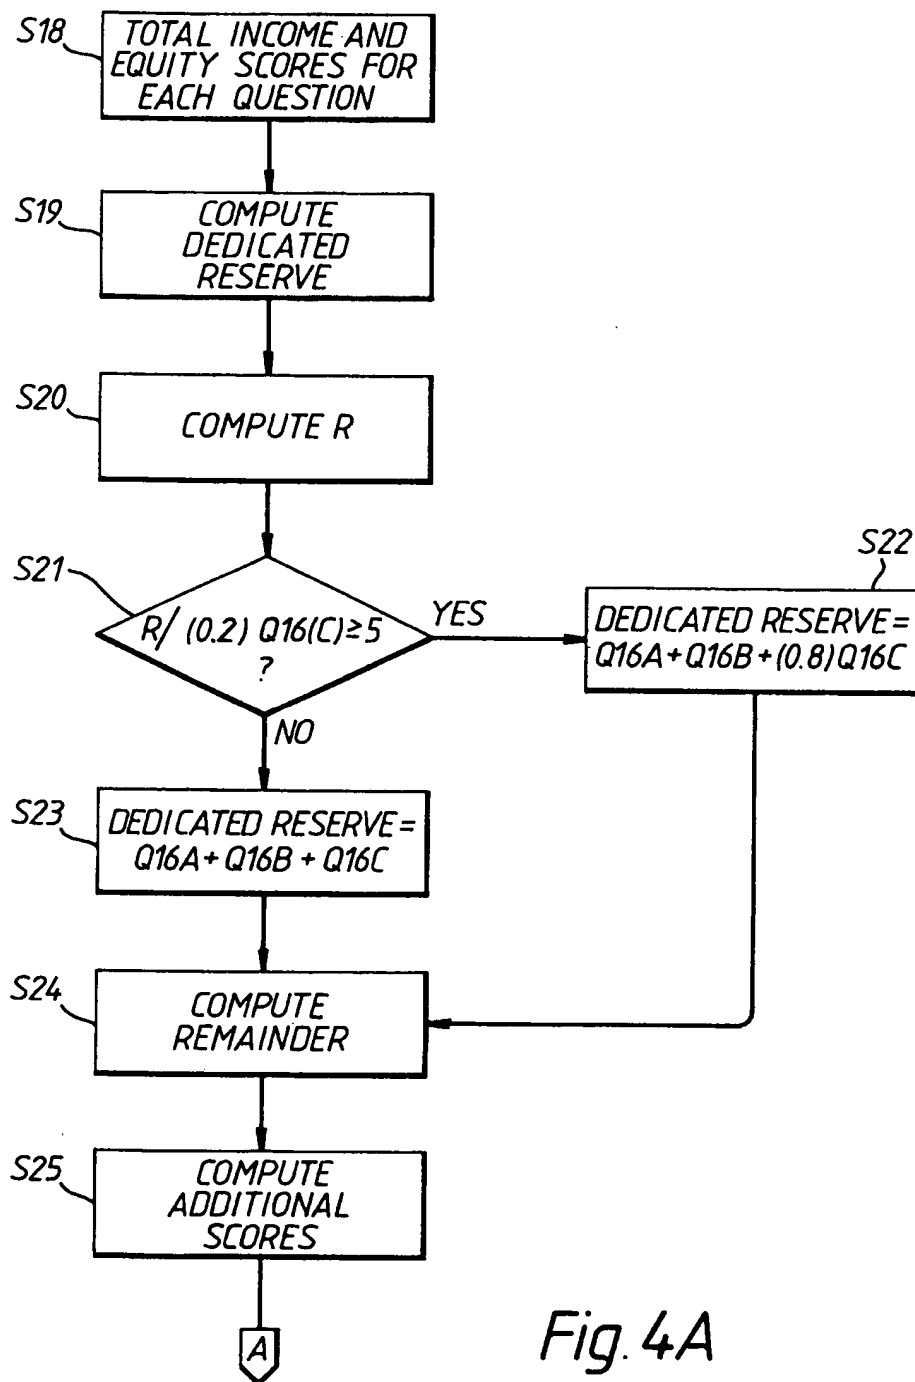 S18
TOTAL INCOME AND
EQUITY SCORES FOR
EACH QUESTION
S19
COMPUTE
DEDICATED
RESERVE
S20
COMPUTE R
S21
R/(0.2) Q16(C)≥5
?
YES
NO
S22
DEDICATED RESERVE=
Q16A+Q16B+(0.8)Q16C
S23
DEDICATED RESERVE=
Q16A+Q16B+Q16C
S24
COMPUTE
REMAINDER
S25
COMPUTE
ADDITIONAL
SCORES
A
Fig. 4A